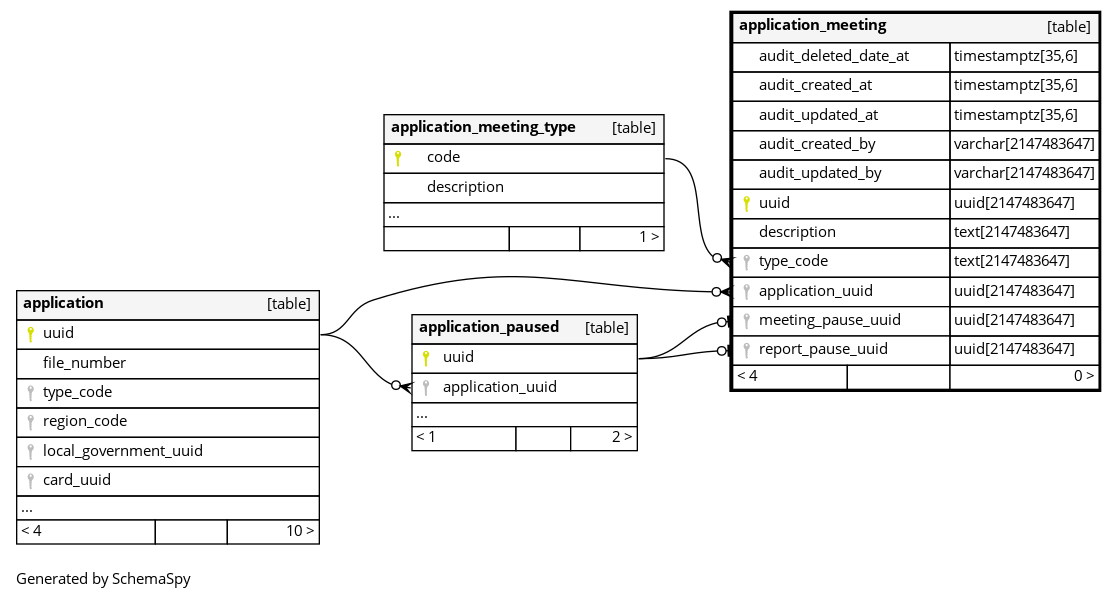 application_meeting [table]
audit_deleted_date_at timestamptz[35,6]
audit_created_at timestamptz[35,6]
audit_updated_at timestamptz[35,6]
audit_created_by varchar[2147483647]
audit_updated_by varchar[2147483647]
uuid uuid[2147483647]
description text[2147483647]
type_code text[2147483647]
application_uuid uuid[2147483647]
meeting_pause_uuid uuid[2147483647]
report_pause_uuid uuid[2147483647]
< 4 0 >
application_meeting_type [table]
code
description
...
1 >
application [table]
uuid
file_number
type_code
region_code
local_government_uuid
card_uuid
...
< 4 10 >
application_paused [table]
uuid
application_uuid
...
< 1 2 >
Generated by SchemaSpy